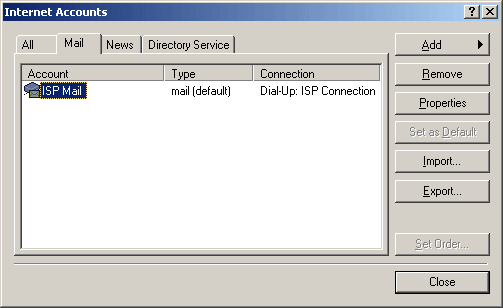 Internet Accounts
All Mail News Directory Service
Account Type Connection
ISP Mail mail (default) Dial-Up: ISP Connection
Add
Remove
Properties
Set as Default
Import...
Export...
Set Order...
Close